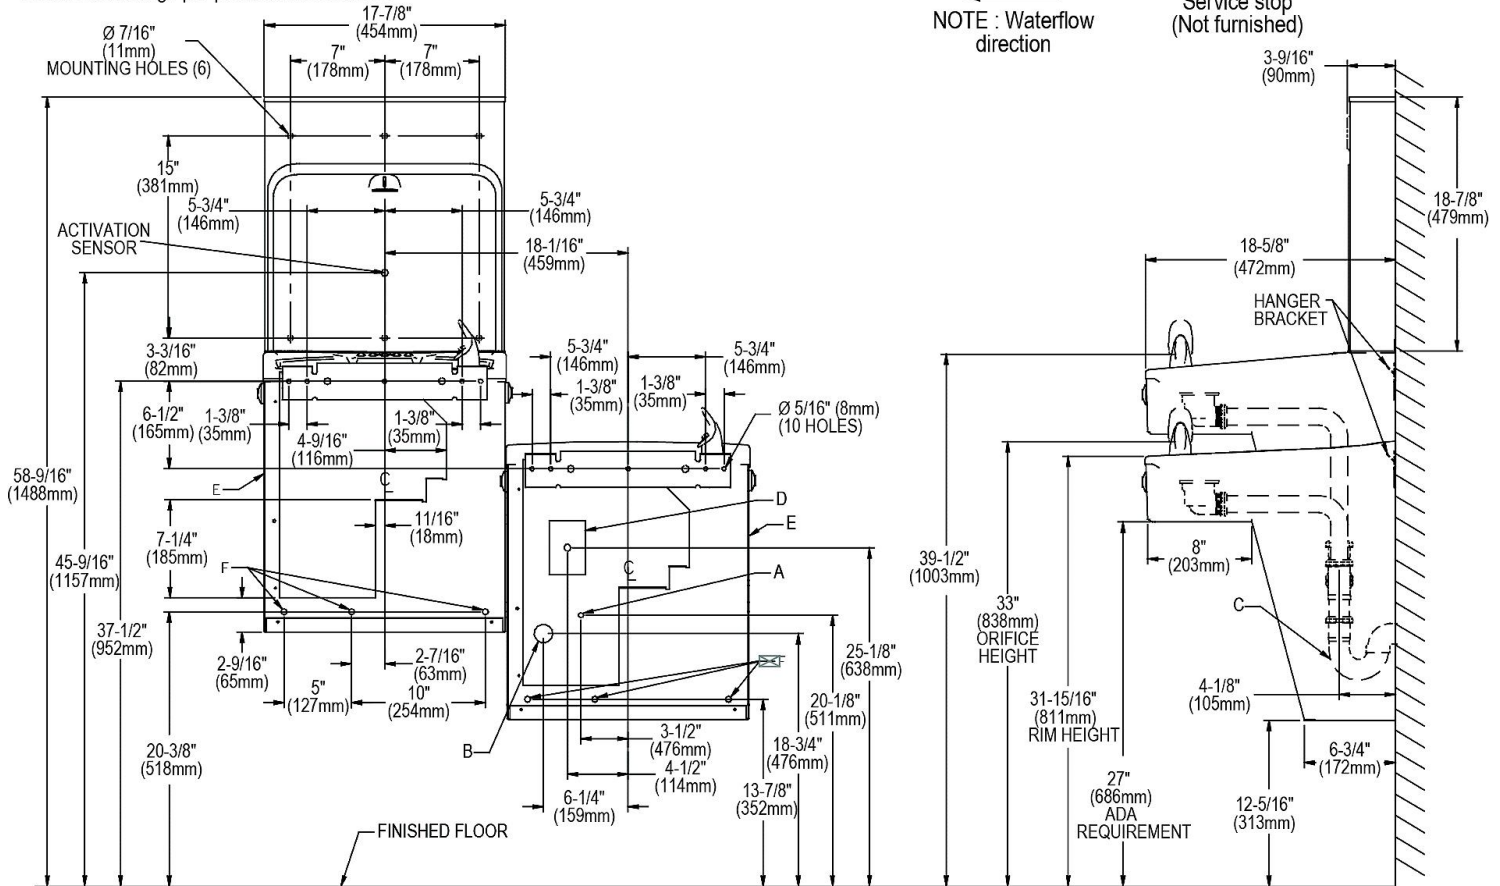 17-7/8"
(454mm)
Ø 7/16"
(11mm)
MOUNTING HOLES (6)
7"
(178mm)
7"
(178mm)
NOTE : Waterflow
direction
Service stop
(Not furnished)
3-9/16"
(90mm)
15"
(381mm)
5-3/4"
(146mm)
5-3/4"
(146mm)
ACTIVATION
SENSOR
18-1/16"
(459mm)
18-7/8"
(479mm)
18-5/8"
(472mm)
HANGER
BRACKET
3-3/16"
(82mm)
5-3/4"
(146mm)
5-3/4"
(146mm)
6-1/2"
(165mm)
1-3/8"
(35mm)
4-9/16"
(116mm)
1-3/8"
(35mm)
1-3/8"
(35mm)
1-3/8"
(35mm)
Ø 5/16" (8mm)
(10 HOLES)
58-9/16"
(1488mm)
E
CL
D
E
11/16"
(18mm)
7-1/4"
(185mm)
45-9/16"
(1157mm)
F
CL
A
8"
(203mm)
39-1/2"
(1003mm)
33"
(838mm)
ORIFICE
HEIGHT
C
37-1/2"
(952mm)
2-9/16"
(65mm)
2-7/16"
(63mm)
5"
(127mm)
10"
(254mm)
F
25-1/8"
(638mm)
20-1/8"
(511mm)
31-15/16"
(811mm)
RIM HEIGHT
4-1/8"
(105mm)
20-3/8"
(518mm)
B
3-1/2"
(476mm)
4-1/2"
(114mm)
6-1/4"
(159mm)
18-3/4"
(476mm)
13-7/8"
(352mm)
6-3/4"
(172mm)
27"
(686mm)
ADA
REQUIREMENT
12-5/16"
(313mm)
FINISHED FLOOR